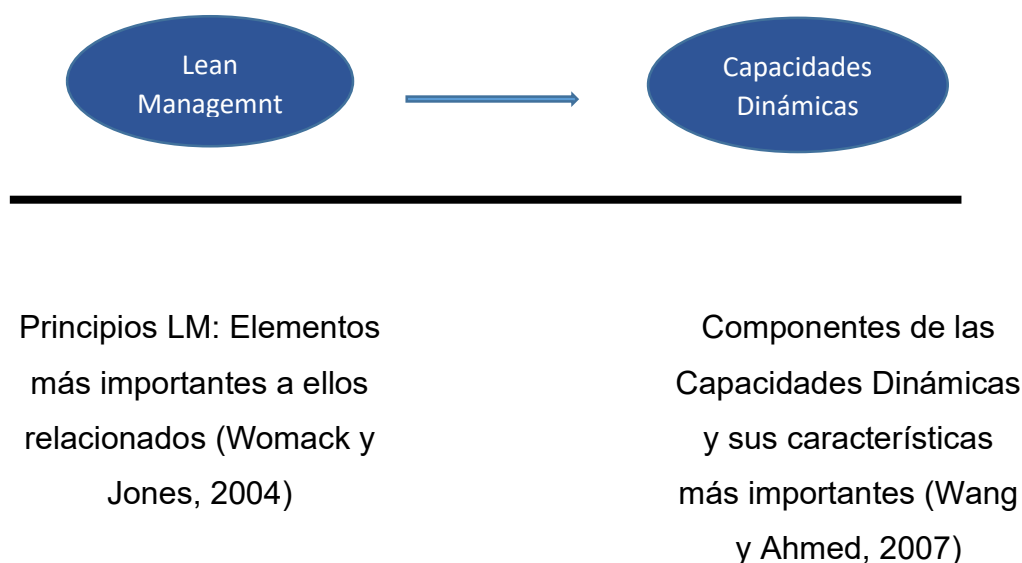 Lean
Managemnt
Capacidades
Dinámicas
Principios LM: Elementos
más importantes a ellos
relacionados (Womack y
Jones, 2004)
Componentes de las
Capacidades Dinámicas
y sus características
más importantes (Wang
y Ahmed, 2007)